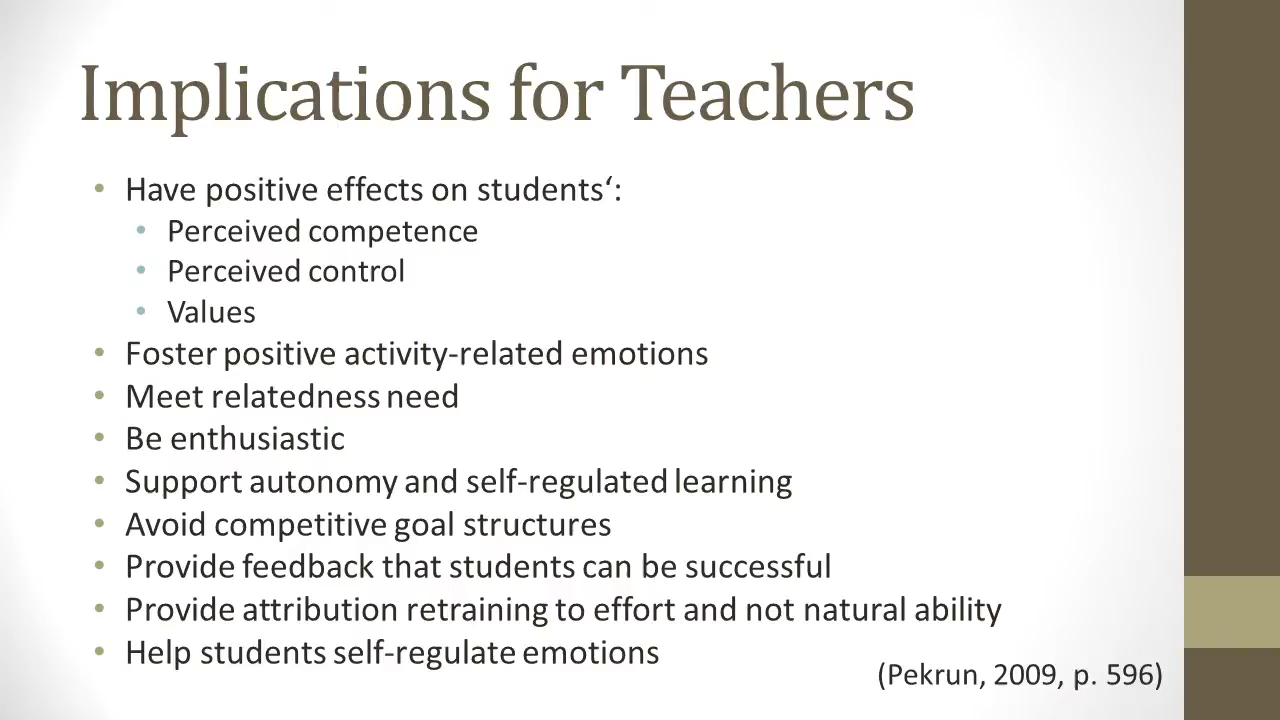 Implications for Teachers
• Have positive effects on students‘:
• Perceived competence
• Perceived control
• Values
• Foster positive activity-related emotions
• Meet relatedness need
• Be enthusiastic
• Support autonomy and self-regulated learning
• Avoid competitive goal structures
• Provide feedback that students can be successful
• Provide attribution retraining to effort and not natural ability
• Help students self-regulate emotions
(Pekrun, 2009, p. 596)